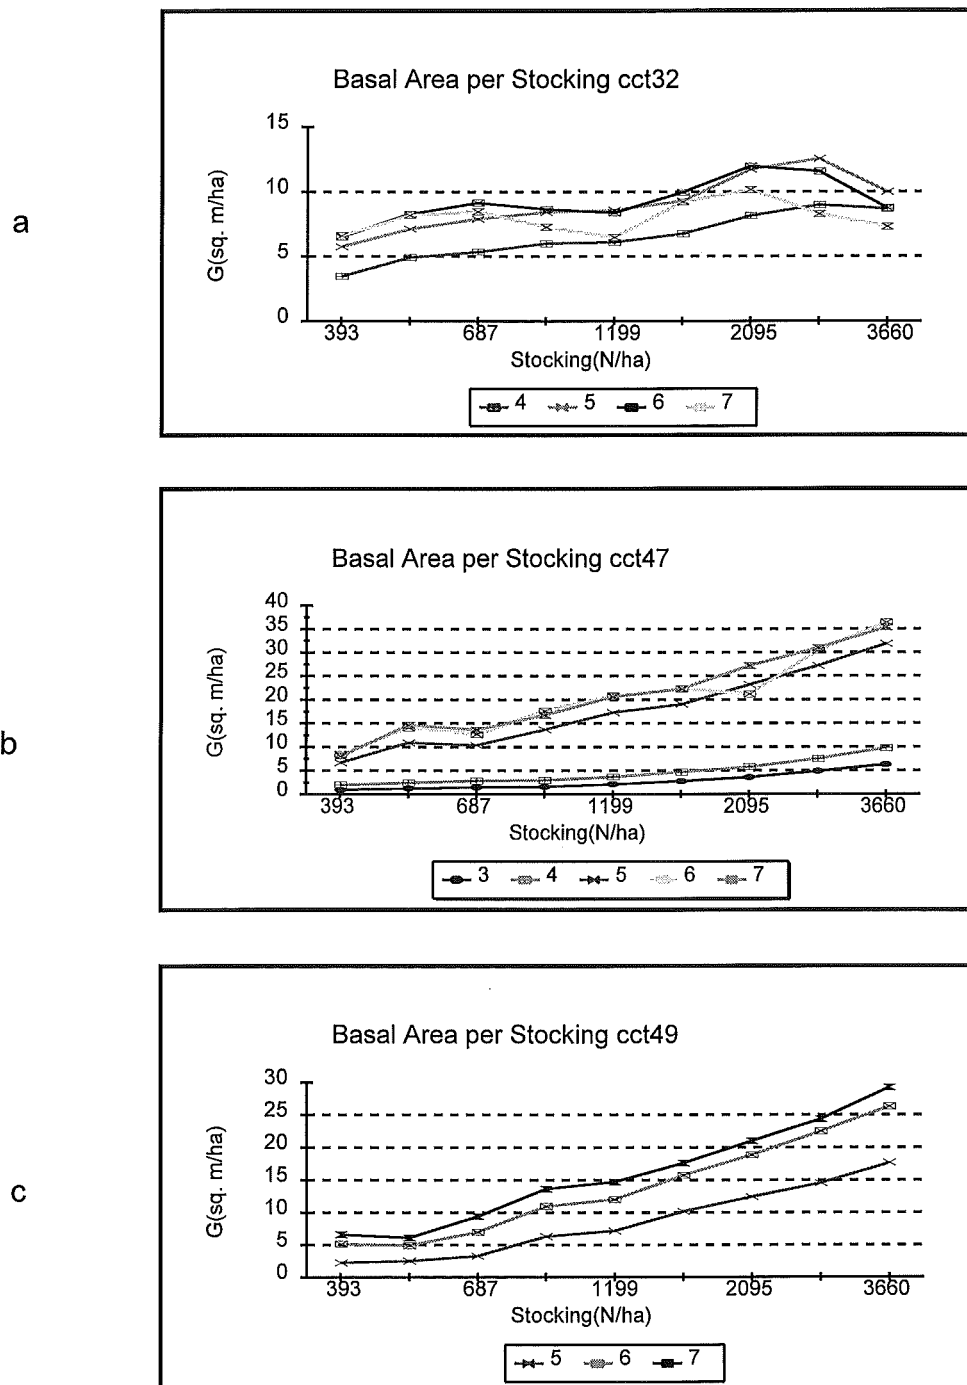 a
Basal Area per Stocking cct32
G(sq. m/ha)
15
10
5
0
393 687 1199 2095 3660
Stocking(N/ha)
4 5 6 7
b
Basal Area per Stocking cct47
G(sq. m/ha)
40
35
30
25
20
15
10
5
0
393 687 1199 2095 3660
Stocking(N/ha)
3 4 5 6 7
c
Basal Area per Stocking cct49
G(sq. m/ha)
30
25
20
15
10
5
0
393 687 1199 2095 3660
Stocking(N/ha)
5 6 7